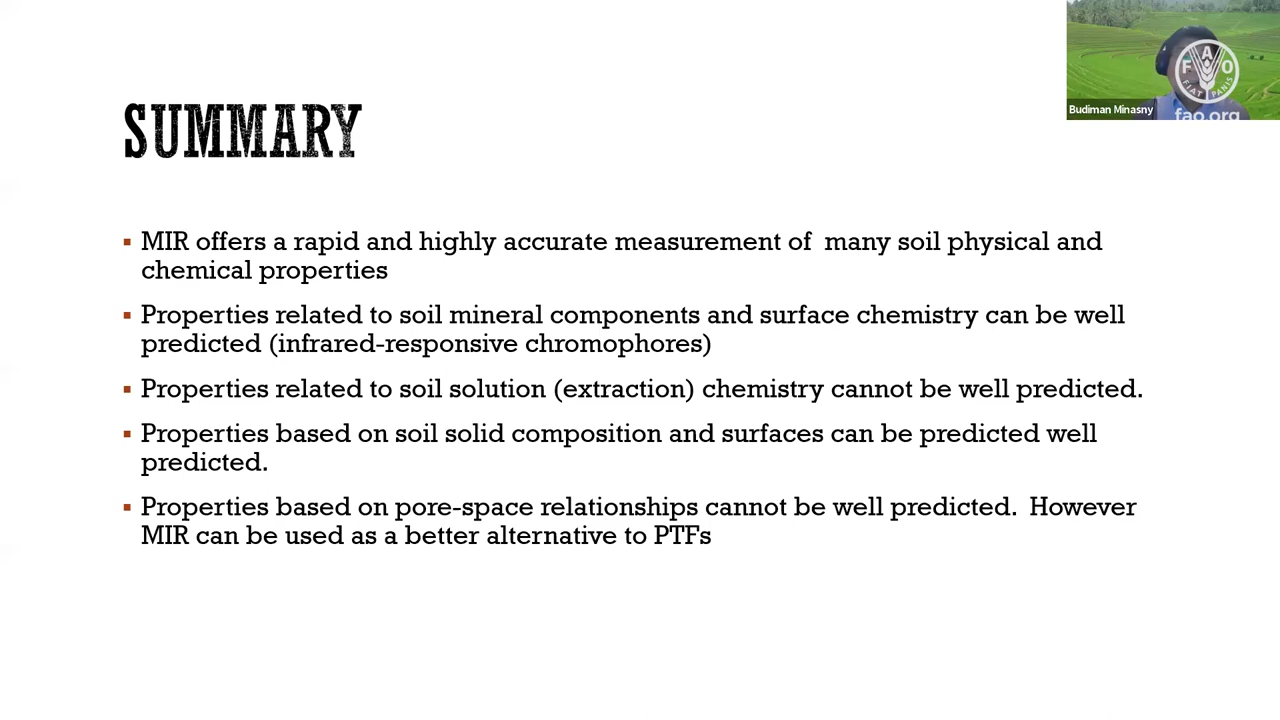 SUMMARY
MIR offers a rapid and highly accurate measurement of  many soil physical and
chemical properties
Properties related to soil mineral components and surface chemistry can be well
predicted (infrared-responsive chromophores)
Properties related to soil solution (extraction) chemistry cannot be well predicted.
Properties based on soil solid composition and surfaces can be predicted well
predicted.
Properties based on pore-space relationships cannot be well predicted.  However
MIR can be used as a better alternative to PTFs
F A O
FIAT PANIS
fao.org
Budiman Minasny